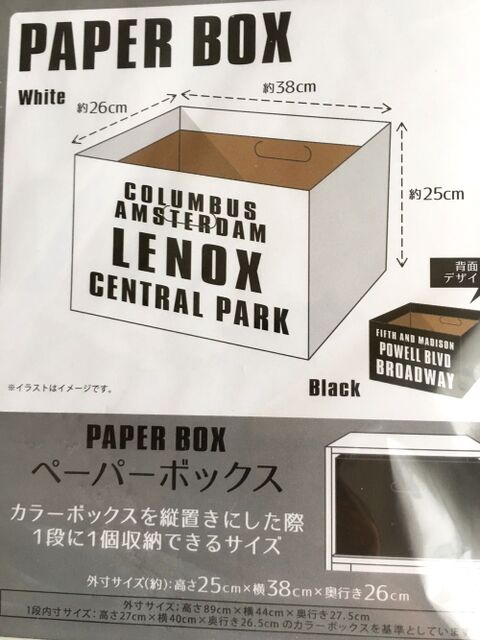 PAPER BOX
White
約26cm
約38cm
約25cm
COLUMBUS
AMSTERDAM
LENOX
CENTRAL PARK
背面
デザイ
FIFTH AND MADISON
POWELL BLVD
BROADWAY
Black
※イラストはイメージです。
PAPER BOX
ペーパーボックス
カラーボックスを縦置きにした際
1段に1個収納できるサイズ
外寸サイズ(約):高さ25cm×横38cm×奥行き26cm
外寸サイズ:高さ89cm×横44cm×奥行き27.5cm
1段内寸サイズ:高さ27cm×横40cm×奥行き26.5cmのカラーボックスを基準としています